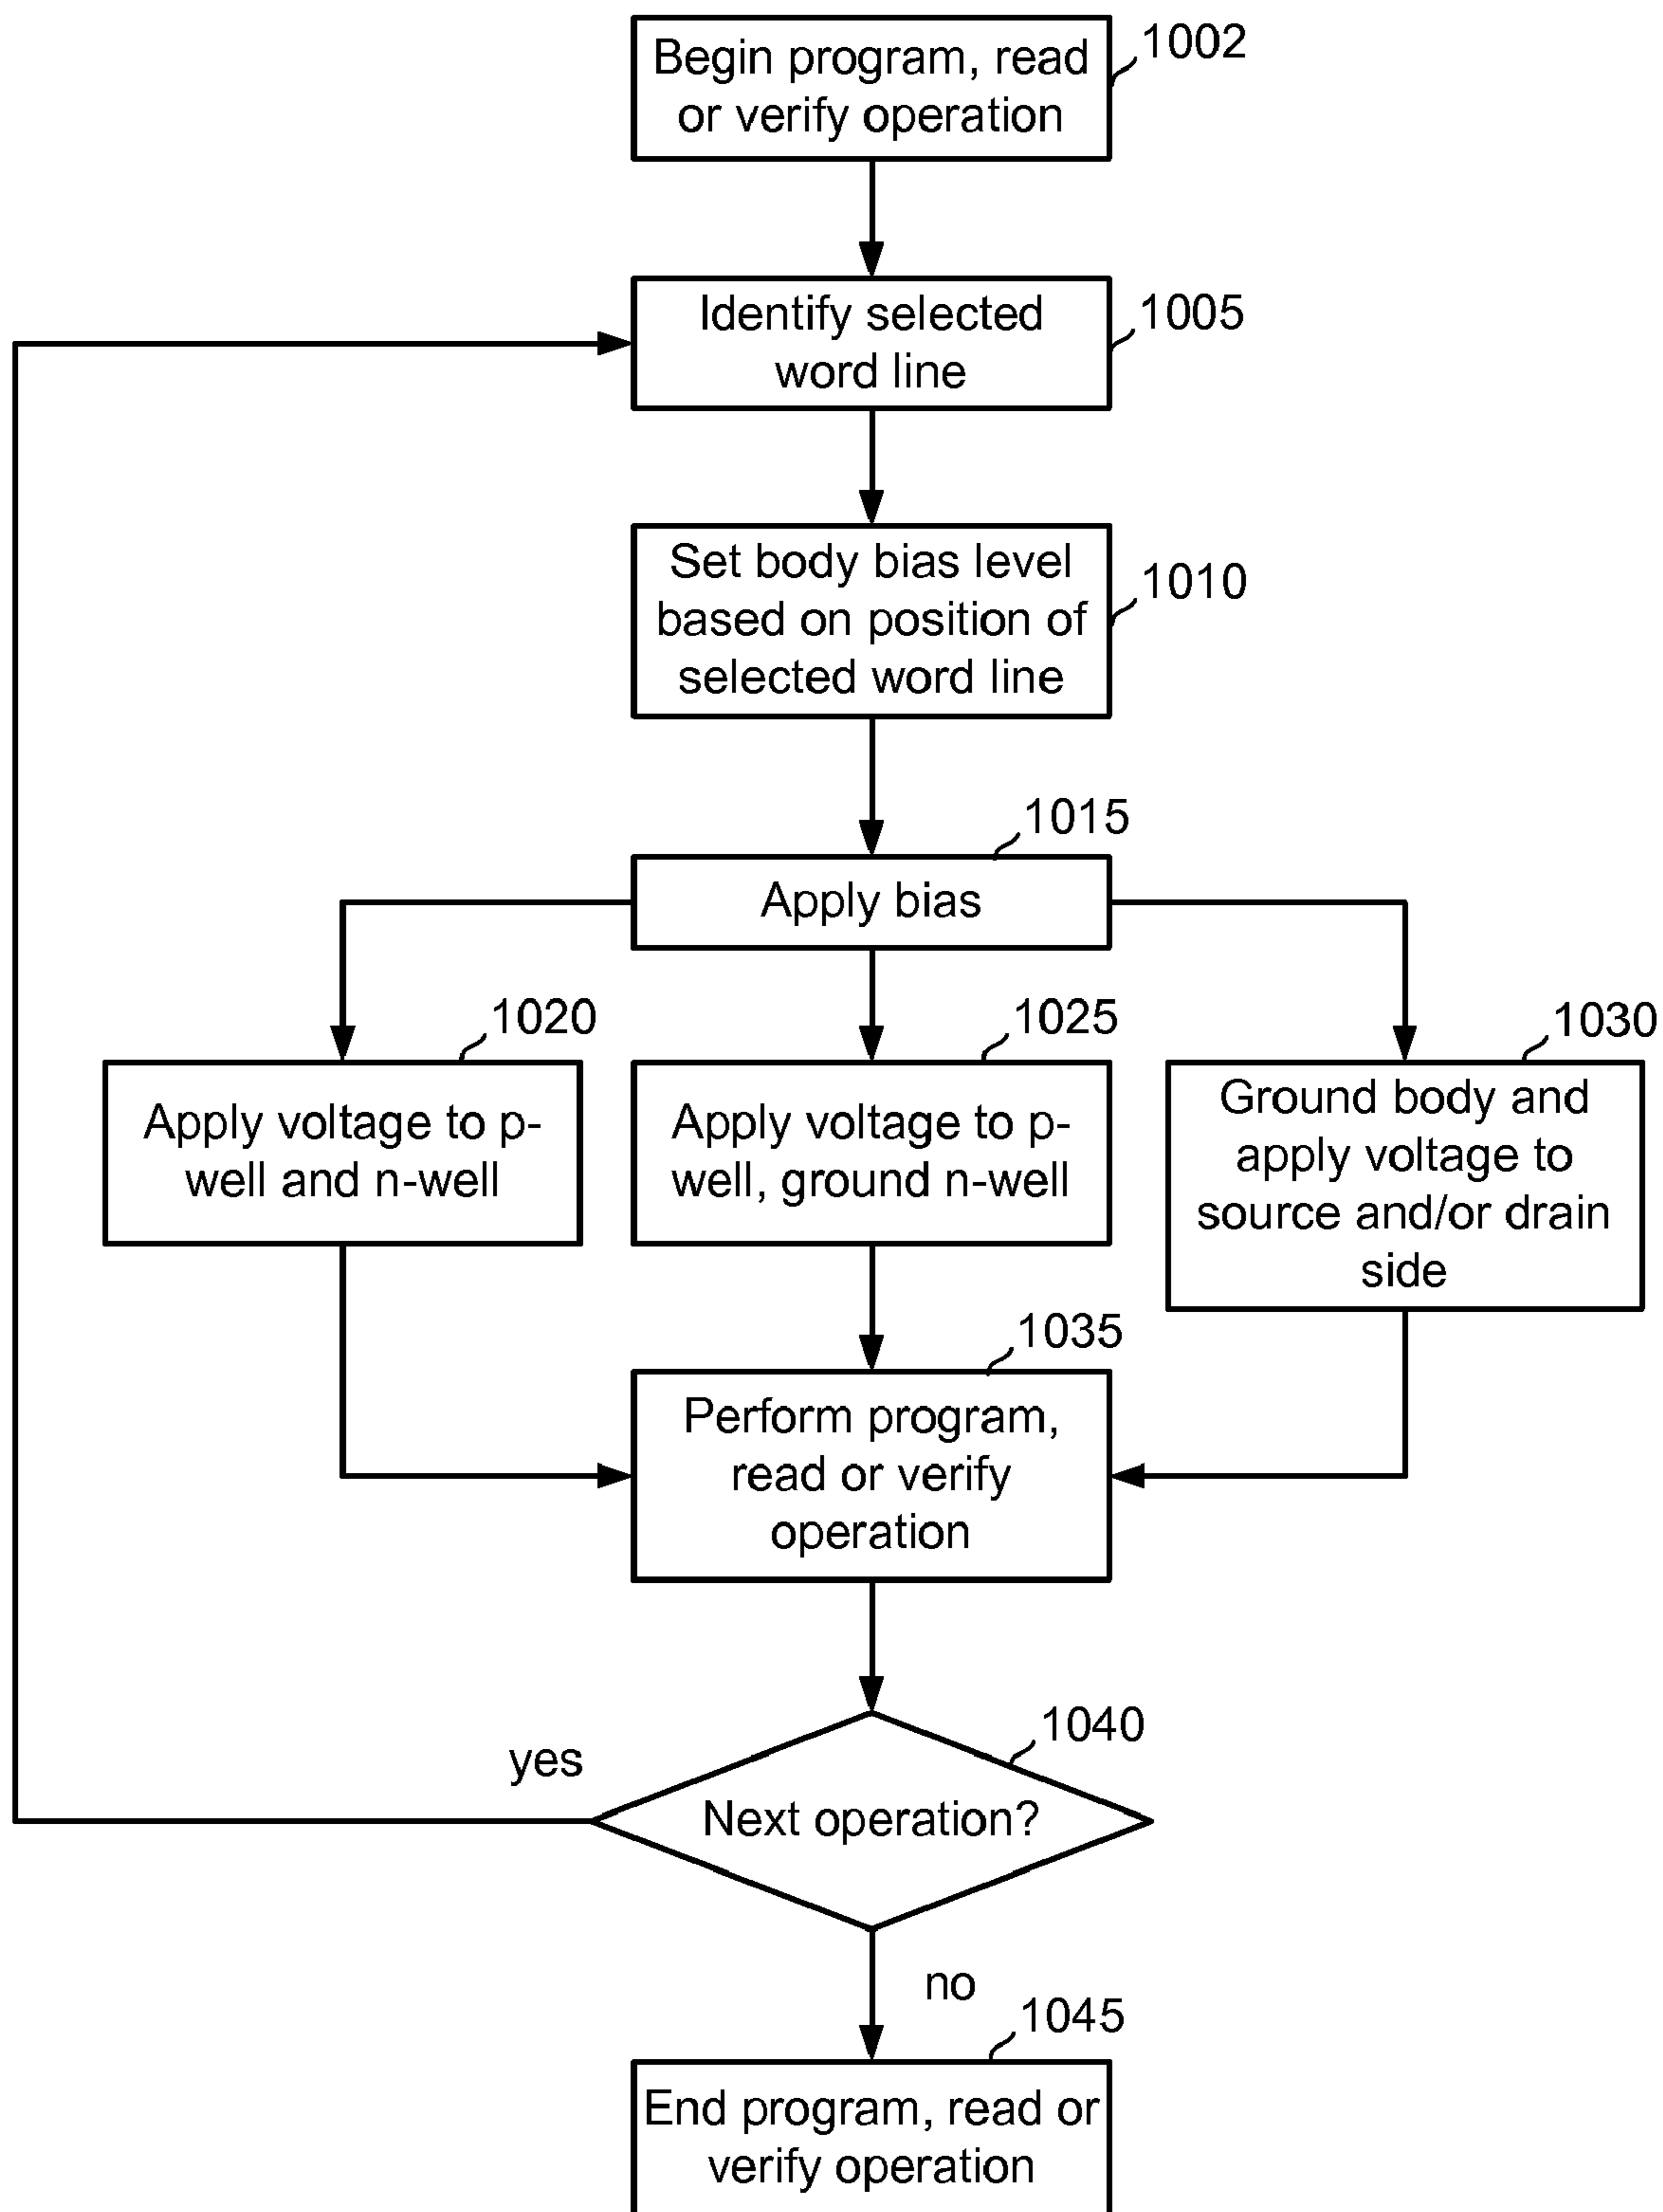 Begin program, read
or verify operation
1002
Identify selected
word line
1005
Set body bias level
based on position of
selected word line
1010
1015
Apply bias
1020
Apply voltage to p-
well and n-well
1025
Apply voltage to p-
well, ground n-well
1030
Ground body and
apply voltage to
source and/or drain
side
1035
Perform program,
read or verify
operation
1040
yes
Next operation?
no
1045
End program, read or
verify operation